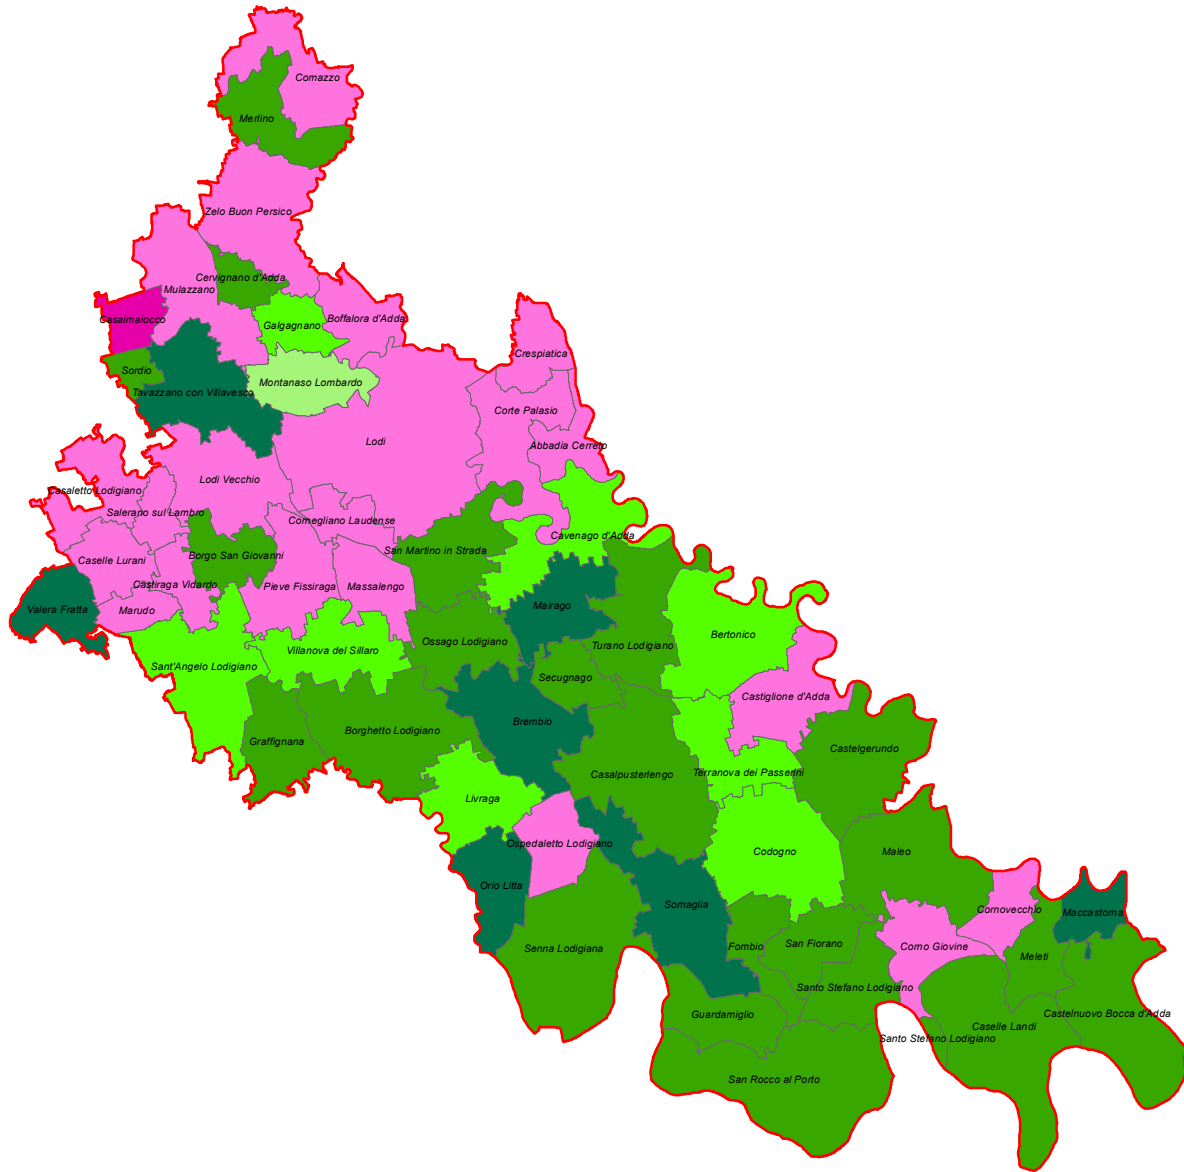 Comazzo
Merlino
Zelo Buon Persico
Cervignano d'Adda
Mulazzano
Casalmaiocco
Boffalora d'Adda
Galgagnano
Crespiatica
Sordio
Montanaso Lombardo
Tavazzano con Villavesco
Corte Palasio
Lodi
Abbadia Cerreto
Lodi Vecchio
Casaletto Lodigiano
Salerano sul Lambro
Cornegliano Laudense
Cavenago d'Adda
San Martino in Strada
Borgo San Giovanni
Caselle Lurani
Castiraga Vidardo
Pieve Fissiraga
Massalengo
Mairago
Valera Fratta
Marudo
Bertonico
Ossago Lodigiano
Turano Lodigiano
Villanova del Sillaro
Sant'Angelo Lodigiano
Secugnago
Castiglione d'Adda
Brembio
Borghetto Lodigiano
Graffignana
Castelgerundo
Terranova dei Passerini
Casalpusterlengo
Livraga
Ospedaletto Lodigiano
Codogno
Maleo
Orio Litta
Somaglia
Cornovecchio
Maccastorna
San Fiorano
Fombio
Corno Giovine
Senna Lodigiana
Meleti
Santo Stefano Lodigiano
Guardamiglio
Castelnuovo Bocca d'Adda
Caselle Landi
Santo Stefano Lodigiano
San Rocco al Porto